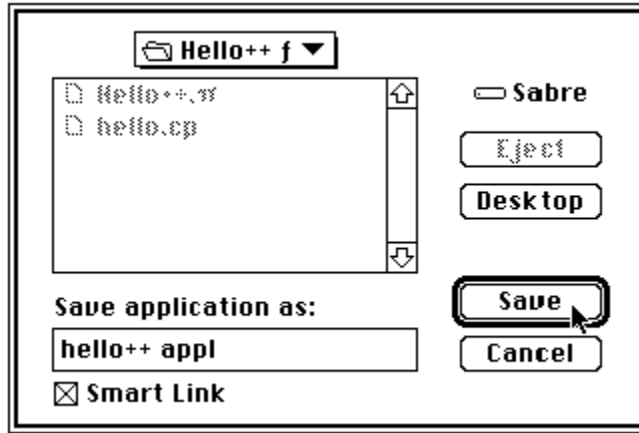 Hello++ ƒ
Hello++.π
hello.cp
Sabre
Eject
Desktop
Save application as:
hello++ appl
Smart Link
Save
Cancel